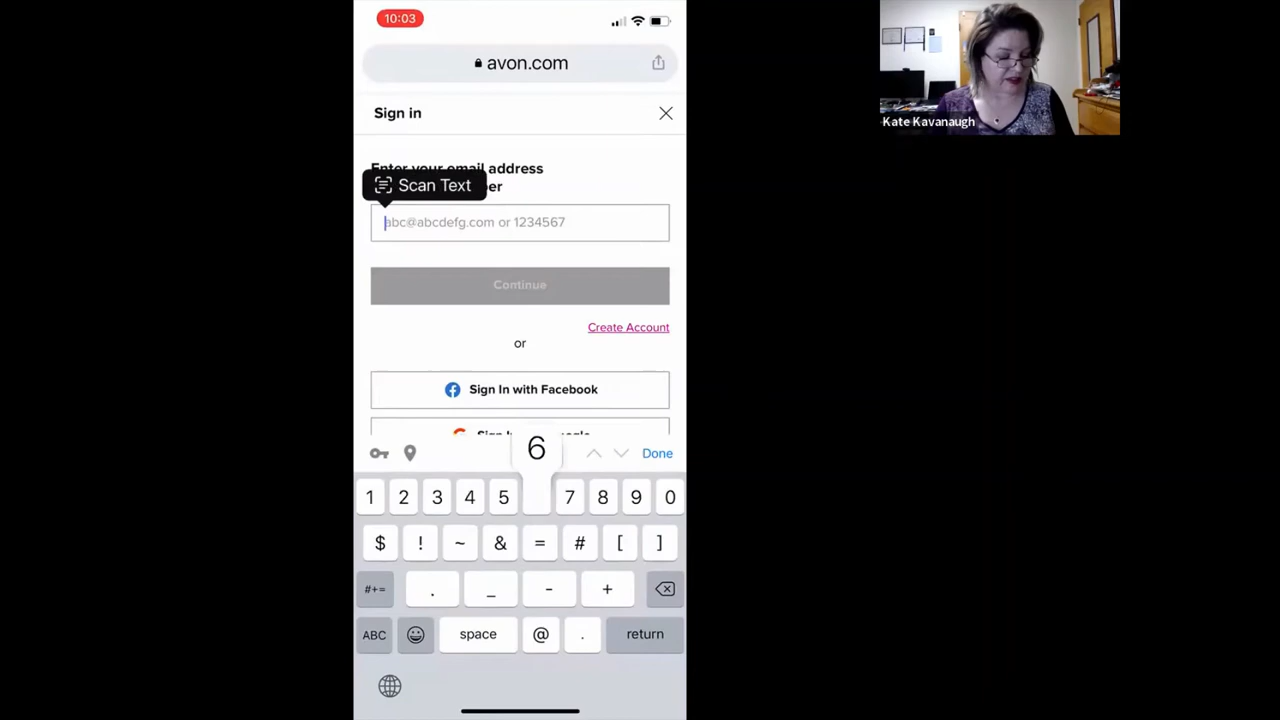 10:03
avon.com
Sign in
Enter your email address
Scan Text
abc@abcdefg.com or 1234567
Continue
Create Account
or
Sign In with Facebook
6
Done
1 2 3 4 5 7 8 9 0
$ ! ~ & = # [ ]
#+= . _ - +
ABC space @ . return
Kate Kavanaugh